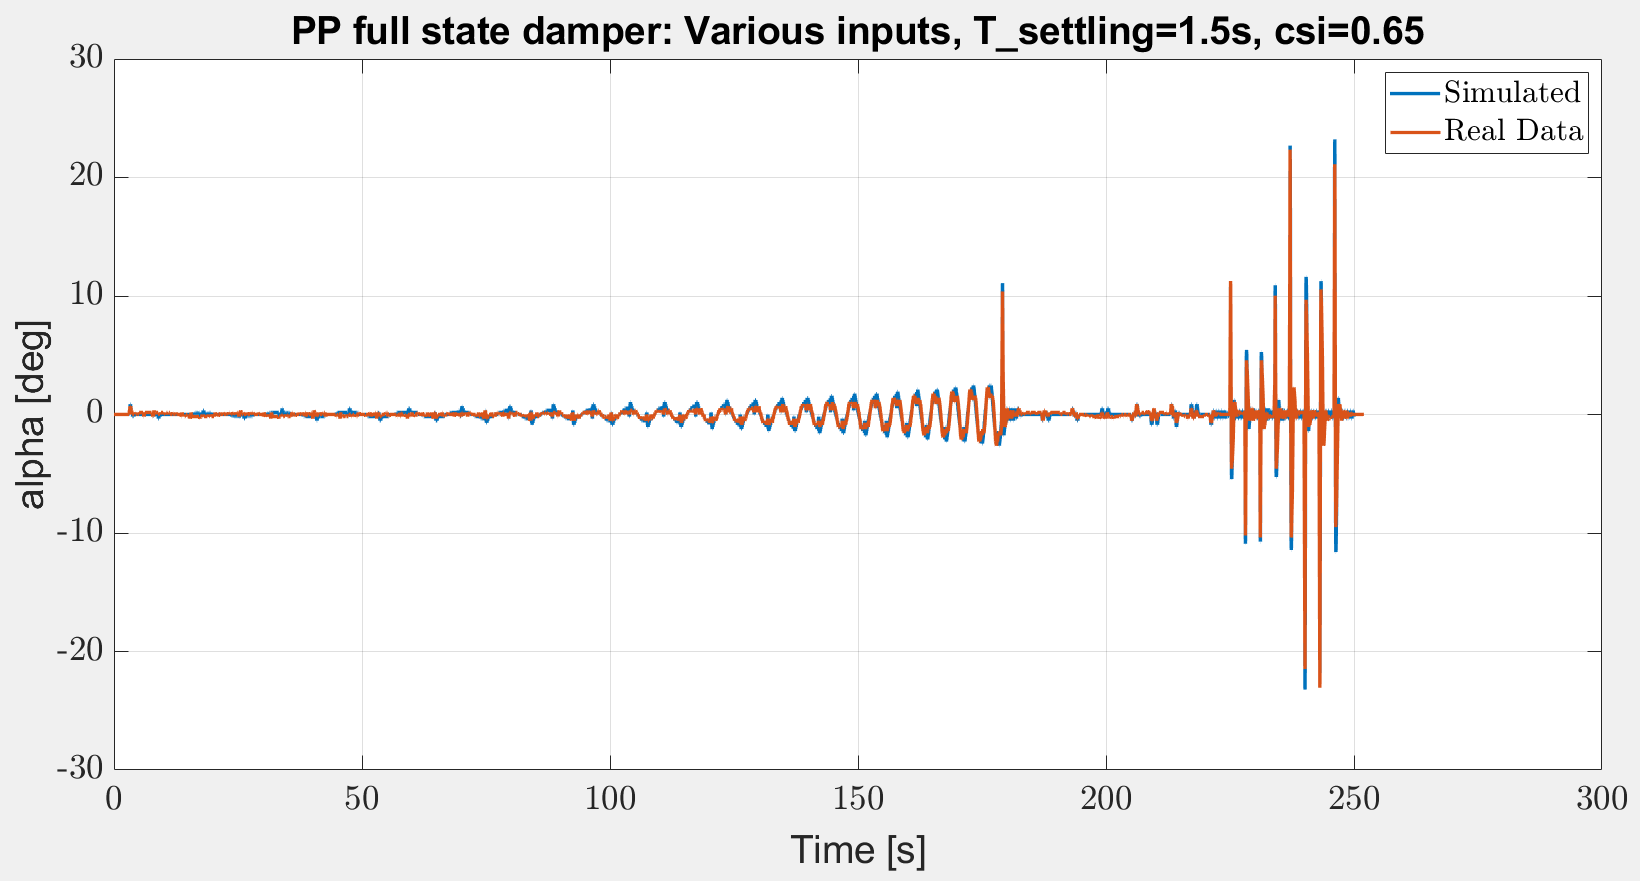 PP full state damper: Various inputs, T_settling=1.5s, csi=0.65
30
20
10
0
-10
-20
-30
alpha [deg]
Simulated
Real Data
0
50
100
150
200
250
300
Time [s]